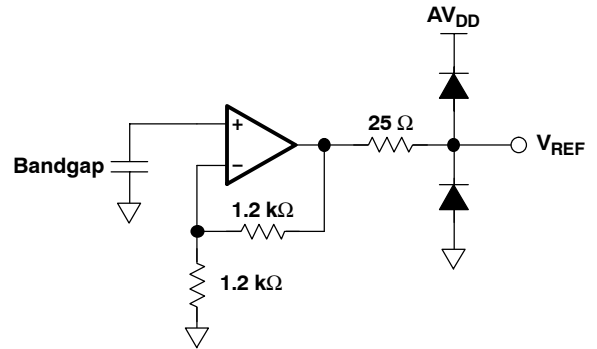 AVDD
25 Ω
+
VREF
Bandgap
−
1.2 kΩ
1.2 kΩ